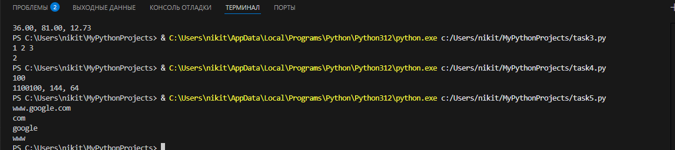 ПРОБЛЕМЫ 2 ВЫХОДНЫЕ ДАННЫЕ КОНСОЛЬ ОТЛАДКИ ТЕРМИНАЛ ПОРТЫ
36.00, 81.00, 12.73
PS C:\Users\nikit\MyPythonProjects> & C:\Users\nikit\AppData\Local\Programs\Python\Python312\python.exe c:/Users/nikit/MyPythonProjects/task3.py
1 2 3
2
PS C:\Users\nikit\MyPythonProjects> & C:\Users\nikit\AppData\Local\Programs\Python\Python312\python.exe c:/Users/nikit/MyPythonProjects/task4.py
100
1100100, 144, 64
PS C:\Users\nikit\MyPythonProjects> & C:\Users\nikit\AppData\Local\Programs\Python\Python312\python.exe c:/Users/nikit/MyPythonProjects/task5.py
www.google.com
com
google
www
PS C:\Users\nikit\MyPythonProjects>